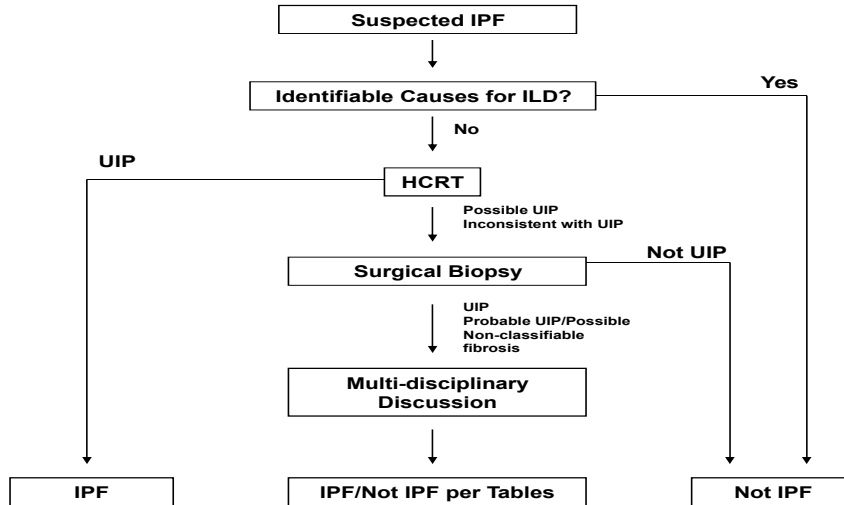 Suspected IPF
Identifiable Causes for ILD?
Yes
No
UIP
HCRT
Possible UIP
Inconsistent with UIP
Not UIP
Surgical Biopsy
UIP
Probable UIP/Possible
Non-classifiable
fibrosis
Multi-disciplinary
Discussion
IPF
IPF/Not IPF per Tables
Not IPF